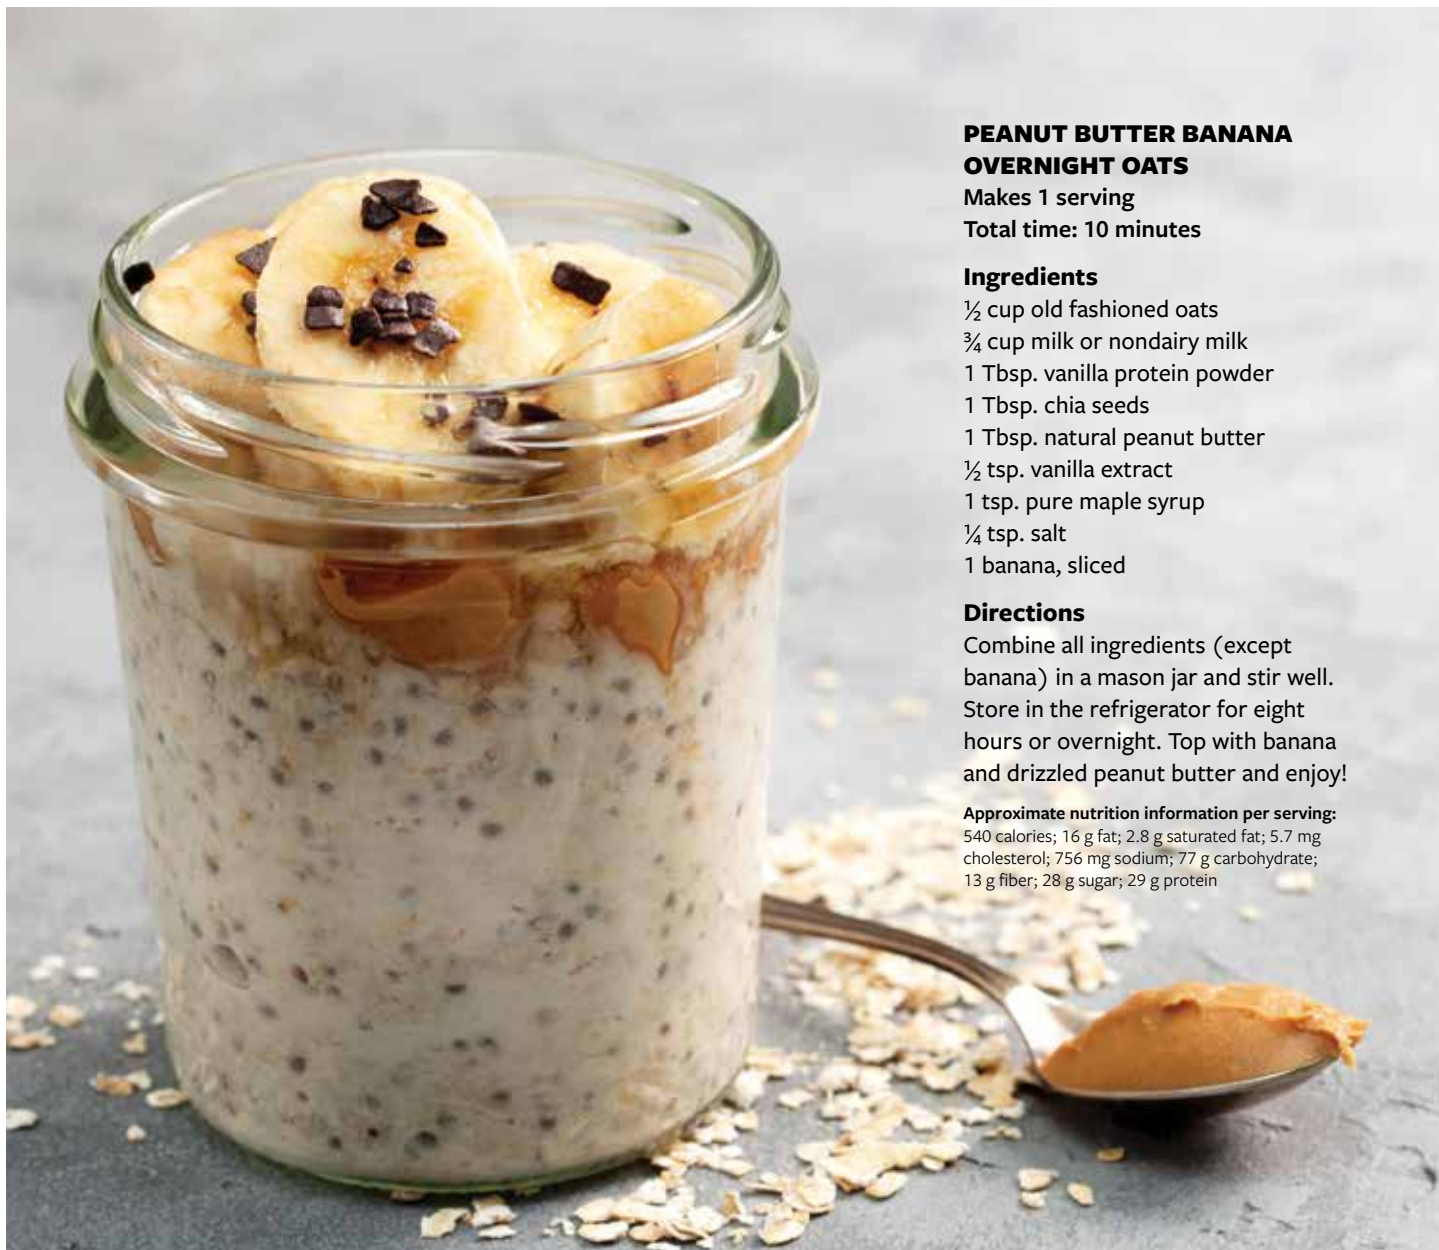 PEANUT BUTTER BANANA
OVERNIGHT OATS
Makes 1 serving
Total time: 10 minutes
Ingredients
½ cup old fashioned oats
¾ cup milk or nondairy milk
1 Tbsp. vanilla protein powder
1 Tbsp. chia seeds
1 Tbsp. natural peanut butter
½ tsp. vanilla extract
1 tsp. pure maple syrup
¼ tsp. salt
1 banana, sliced
Directions
Combine all ingredients (except
banana) in a mason jar and stir well.
Store in the refrigerator for eight
hours or overnight. Top with banana
and drizzled peanut butter and enjoy!
Approximate nutrition information per serving:
540 calories; 16 g fat; 2.8 g saturated fat; 5.7 mg
cholesterol; 756 mg sodium; 77 g carbohydrate;
13 g fiber; 28 g sugar; 29 g protein